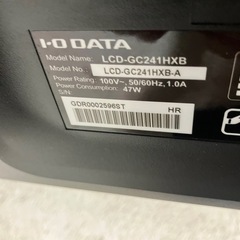 I-O DATA
Model Name: LCD-GC241HXB
Model No.: LCD-GC241HXB-A
Power Rating: 100V~, 50/60Hz, 1.0A
Power Consumption: 47W
S/N:
GDR0002596ST HR